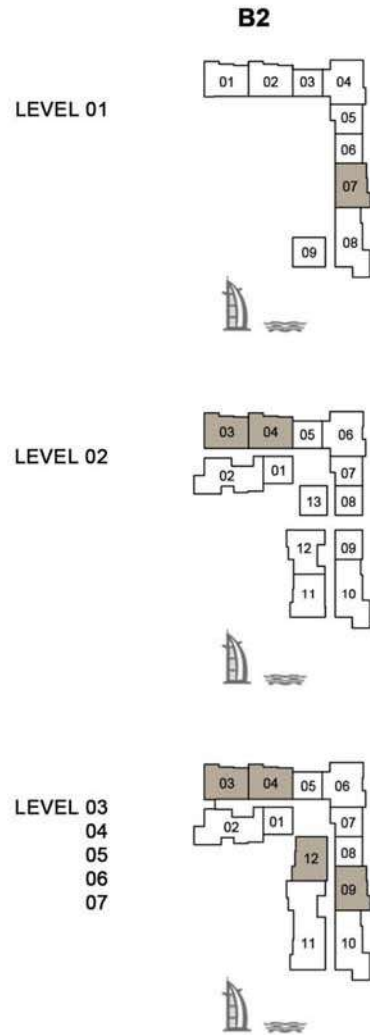 B2
LEVEL 01
01 02 03 04
05
06
07
08
09
LEVEL 02
03 04 05 06
02 01 07
13 08
12 09
11 10
LEVEL 03
04
05
06
07
03 04 05 06
02 01 07
12 08
09
11 10